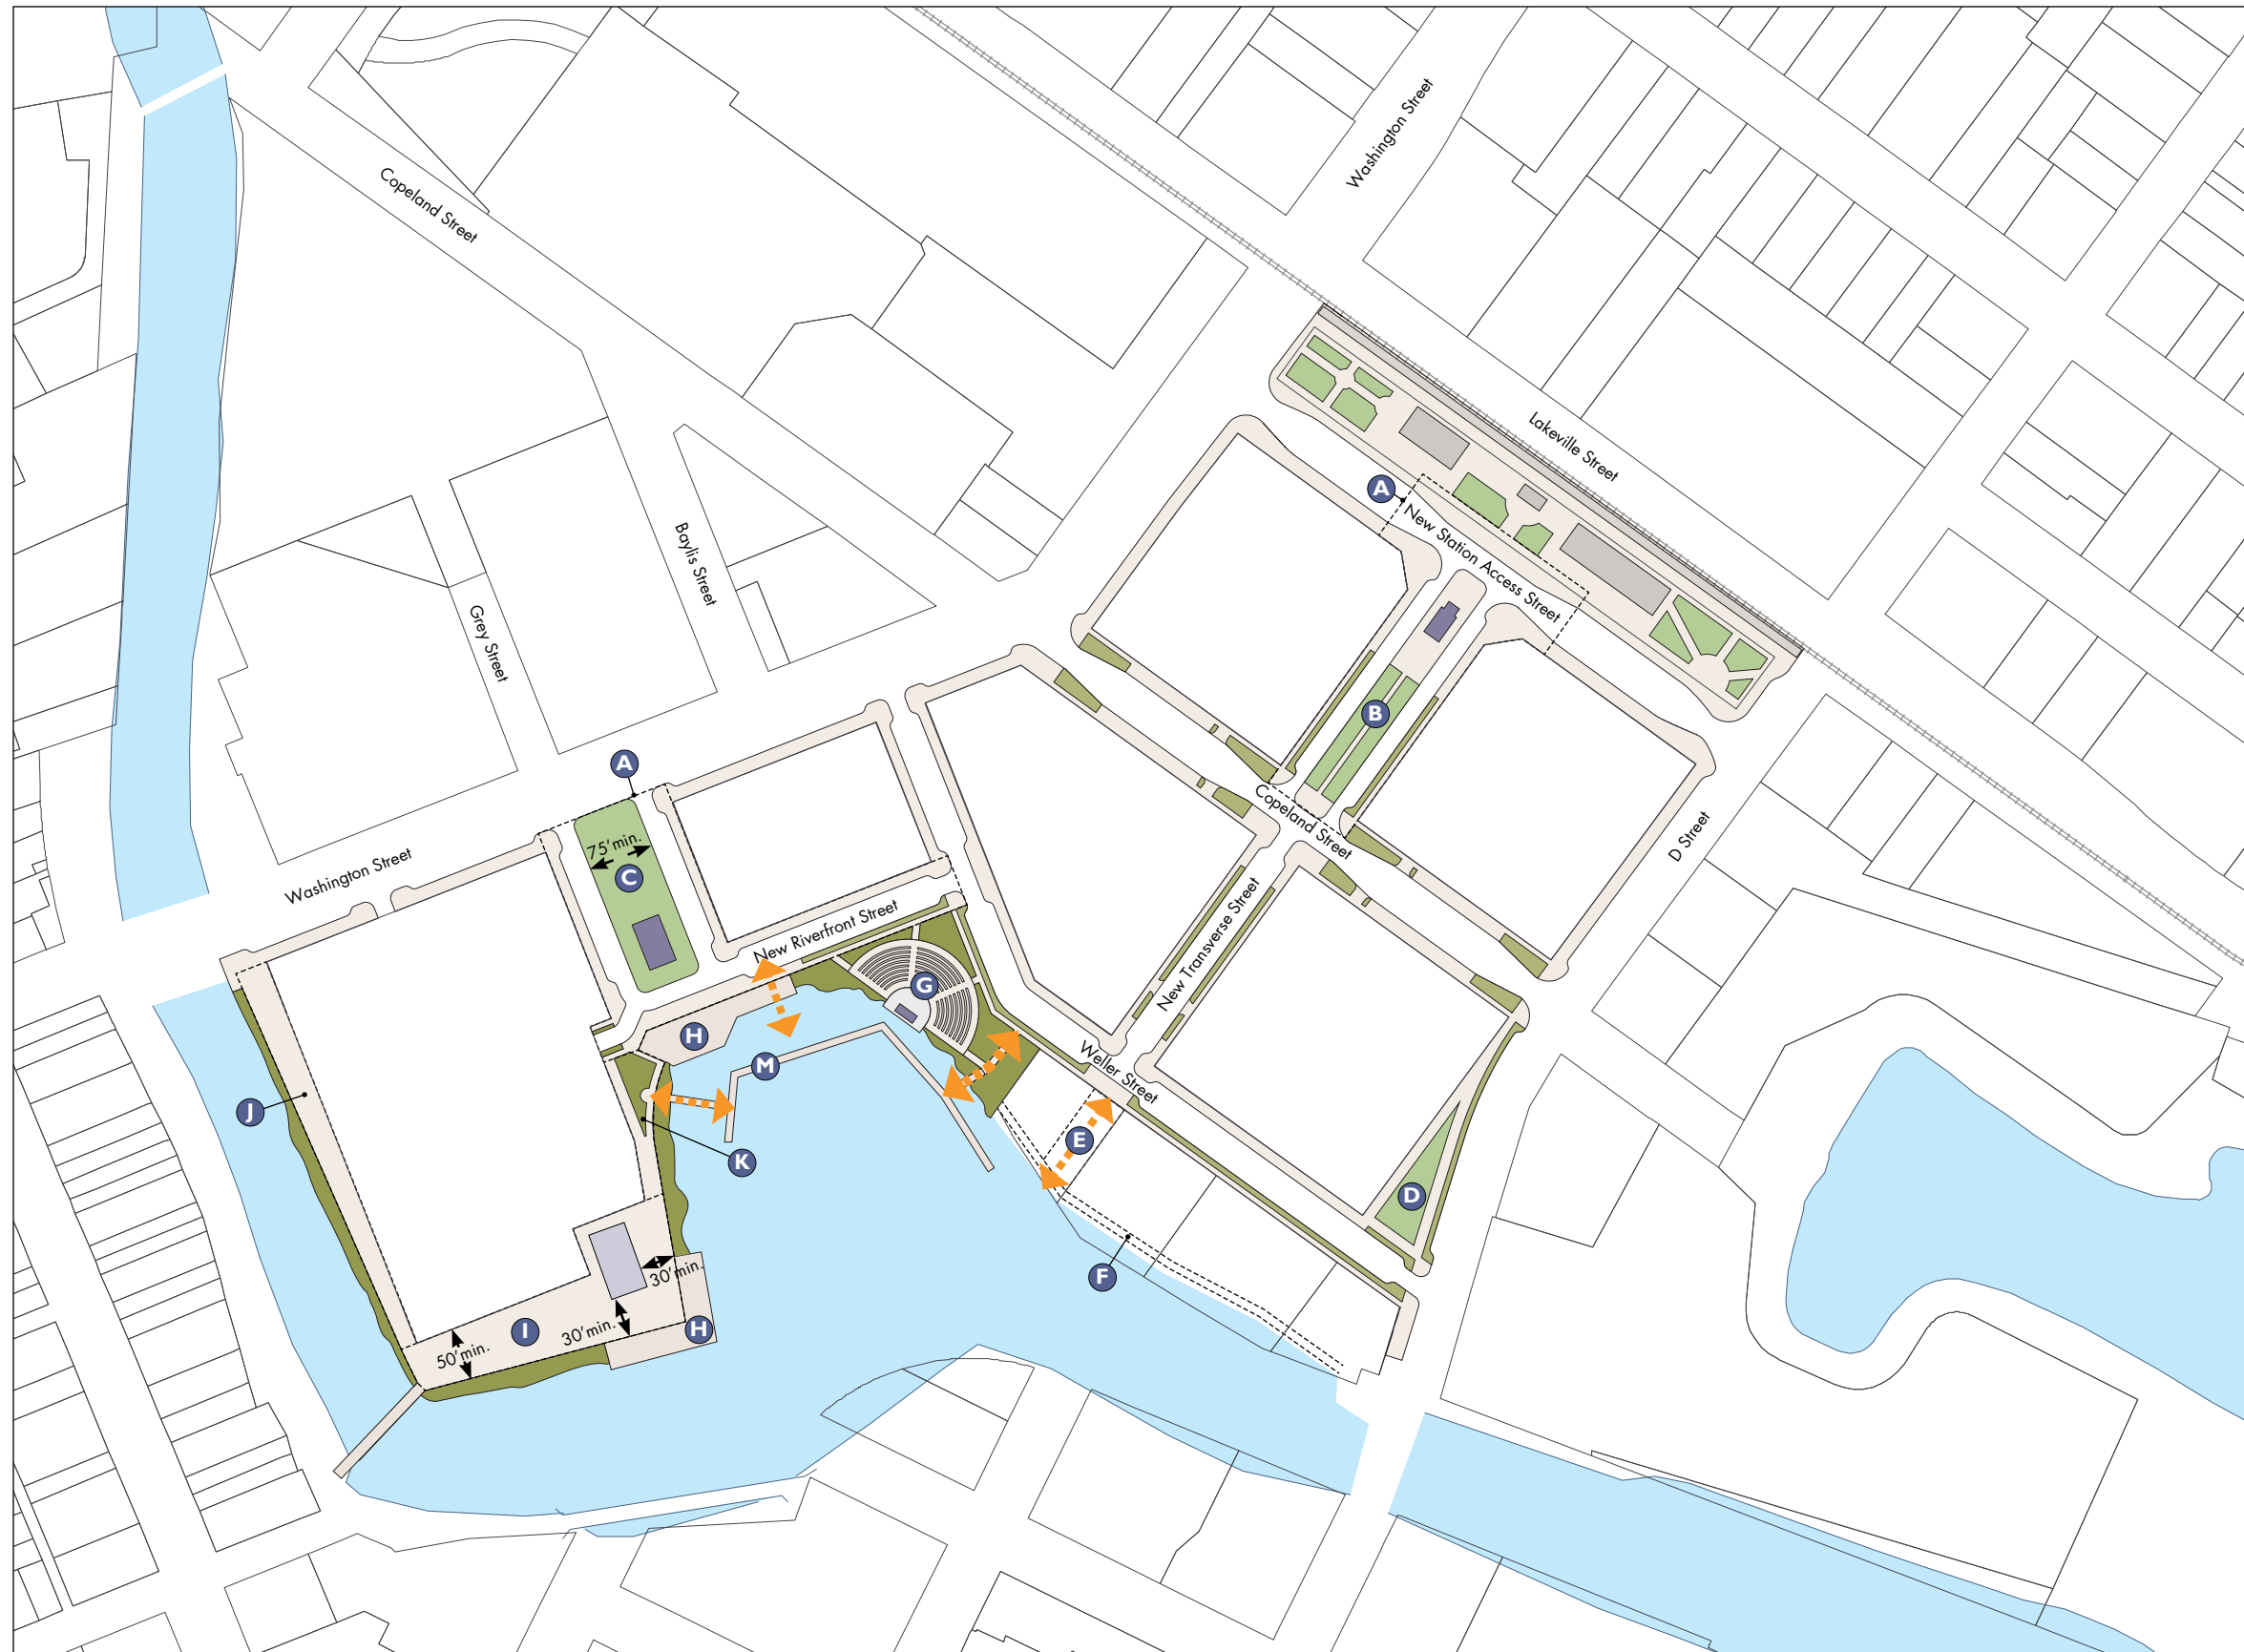 Washington Street
Copeland Street
Lakeville Street
A
New Station Access Street
Baylis Street
Grey Street
B
A
Copeland Street
75' min.
C
D Street
Washington Street
New Riverfront Street
New Transverse Street
G
H
M
Weller Street
J
K
E
D
F
30' min.
I
30' min.
H
50' min.